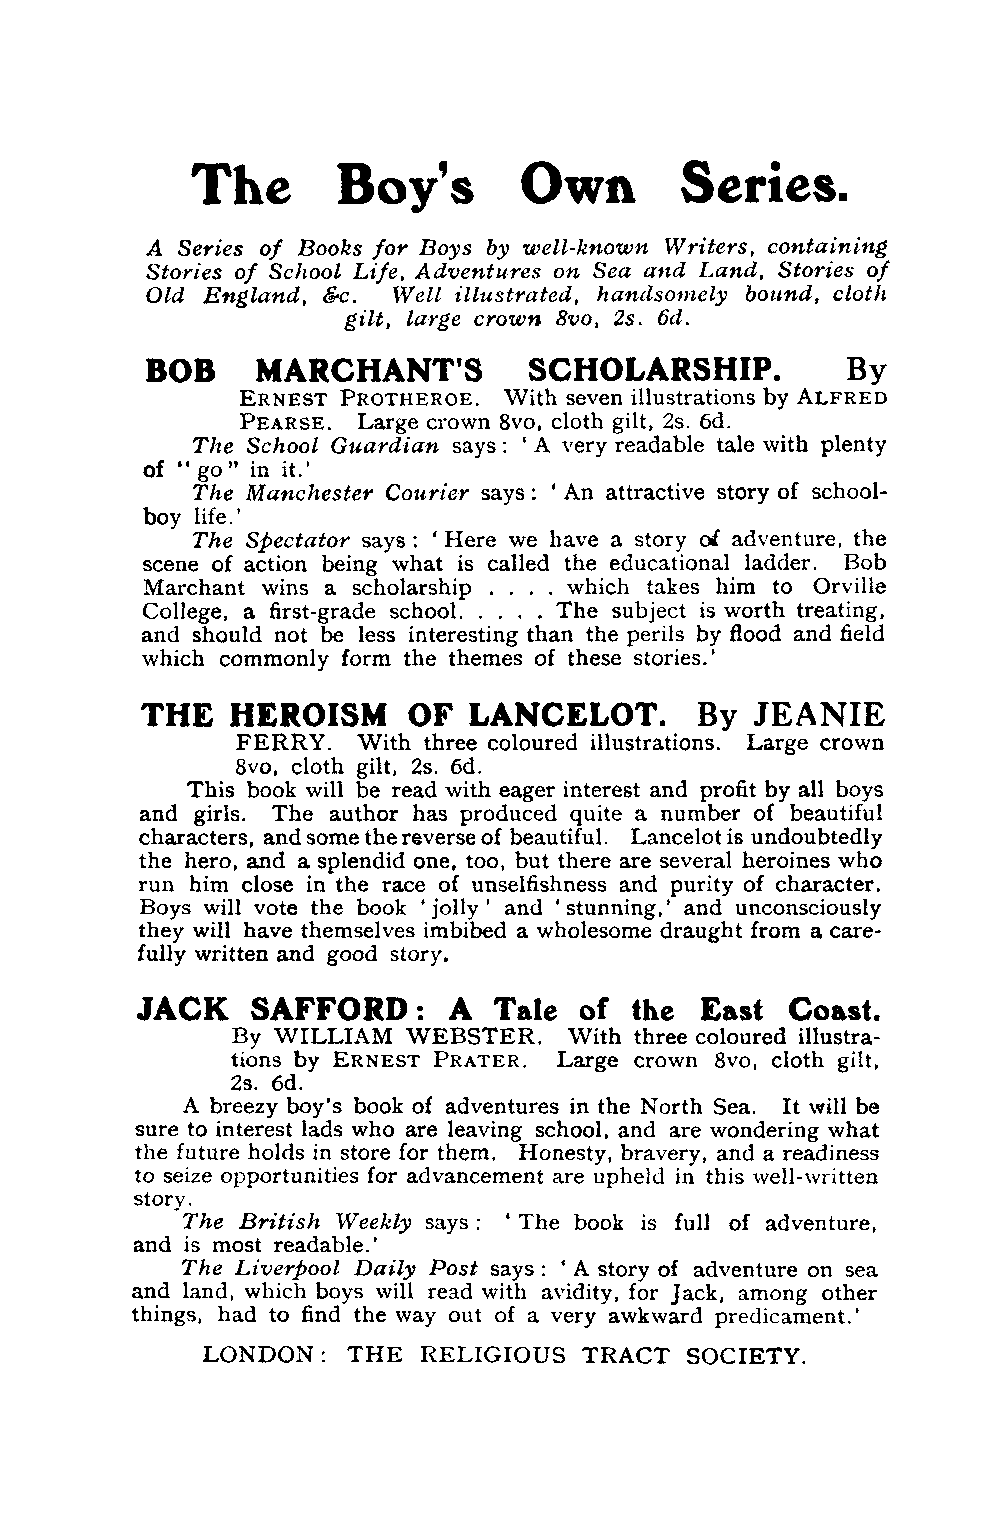 The Boy's Own Series.
A Series of Books for Boys by well-known Writers, containing
Stories of School Life, Adventures on Sea and Land, Stories of
Old England, &c. Well illustrated, handsomely bound, cloth
gilt, large crown 8vo, 2s. 6d.
BOB MARCHANT'S SCHOLARSHIP. By
ERNEST PROTHEROE. With seven illustrations by ALFRED
PEARSE. Large crown 8vo, cloth gilt, 2s. 6d.
The School Guardian says: ‘A very readable tale with plenty
of “go” in it.’
The Manchester Courier says: ‘An attractive story of school-
boy life.’
The Spectator says: ‘Here we have a story of adventure, the
scene of action being what is called the educational ladder. Bob
Marchant wins a scholarship . . . . which takes him to Orville
College, a first-grade school. . . . . The subject is worth treating,
and should not be less interesting than the perils by flood and field
which commonly form the themes of these stories.’
THE HEROISM OF LANCELOT. By JEANIE
FERRY. With three coloured illustrations. Large crown
8vo, cloth gilt, 2s. 6d.
This book will be read with eager interest and profit by all boys
and girls. The author has produced quite a number of beautiful
characters, and some the reverse of beautiful. Lancelot is undoubtedly
the hero, and a splendid one, too, but there are several heroines who
run him close in the race of unselfishness and purity of character.
Boys will vote the book ‘jolly’ and ‘stunning,’ and unconsciously
they will have themselves imbibed a wholesome draught from a care-
fully written and good story.
JACK SAFFORD: A Tale of the East Coast.
By WILLIAM WEBSTER. With three coloured illustra-
tions by ERNEST PRATER. Large crown 8vo, cloth gilt,
2s. 6d.
A breezy boy's book of adventures in the North Sea. It will be
sure to interest lads who are leaving school, and are wondering what
the future holds in store for them. Honesty, bravery, and a readiness
to seize opportunities for advancement are upheld in this well-written
story.
The British Weekly says: ‘The book is full of adventure,
and is most readable.’
The Liverpool Daily Post says: ‘A story of adventure on sea
and land, which boys will read with avidity, for Jack, among other
things, had to find the way out of a very awkward predicament.’
LONDON: THE RELIGIOUS TRACT SOCIETY.